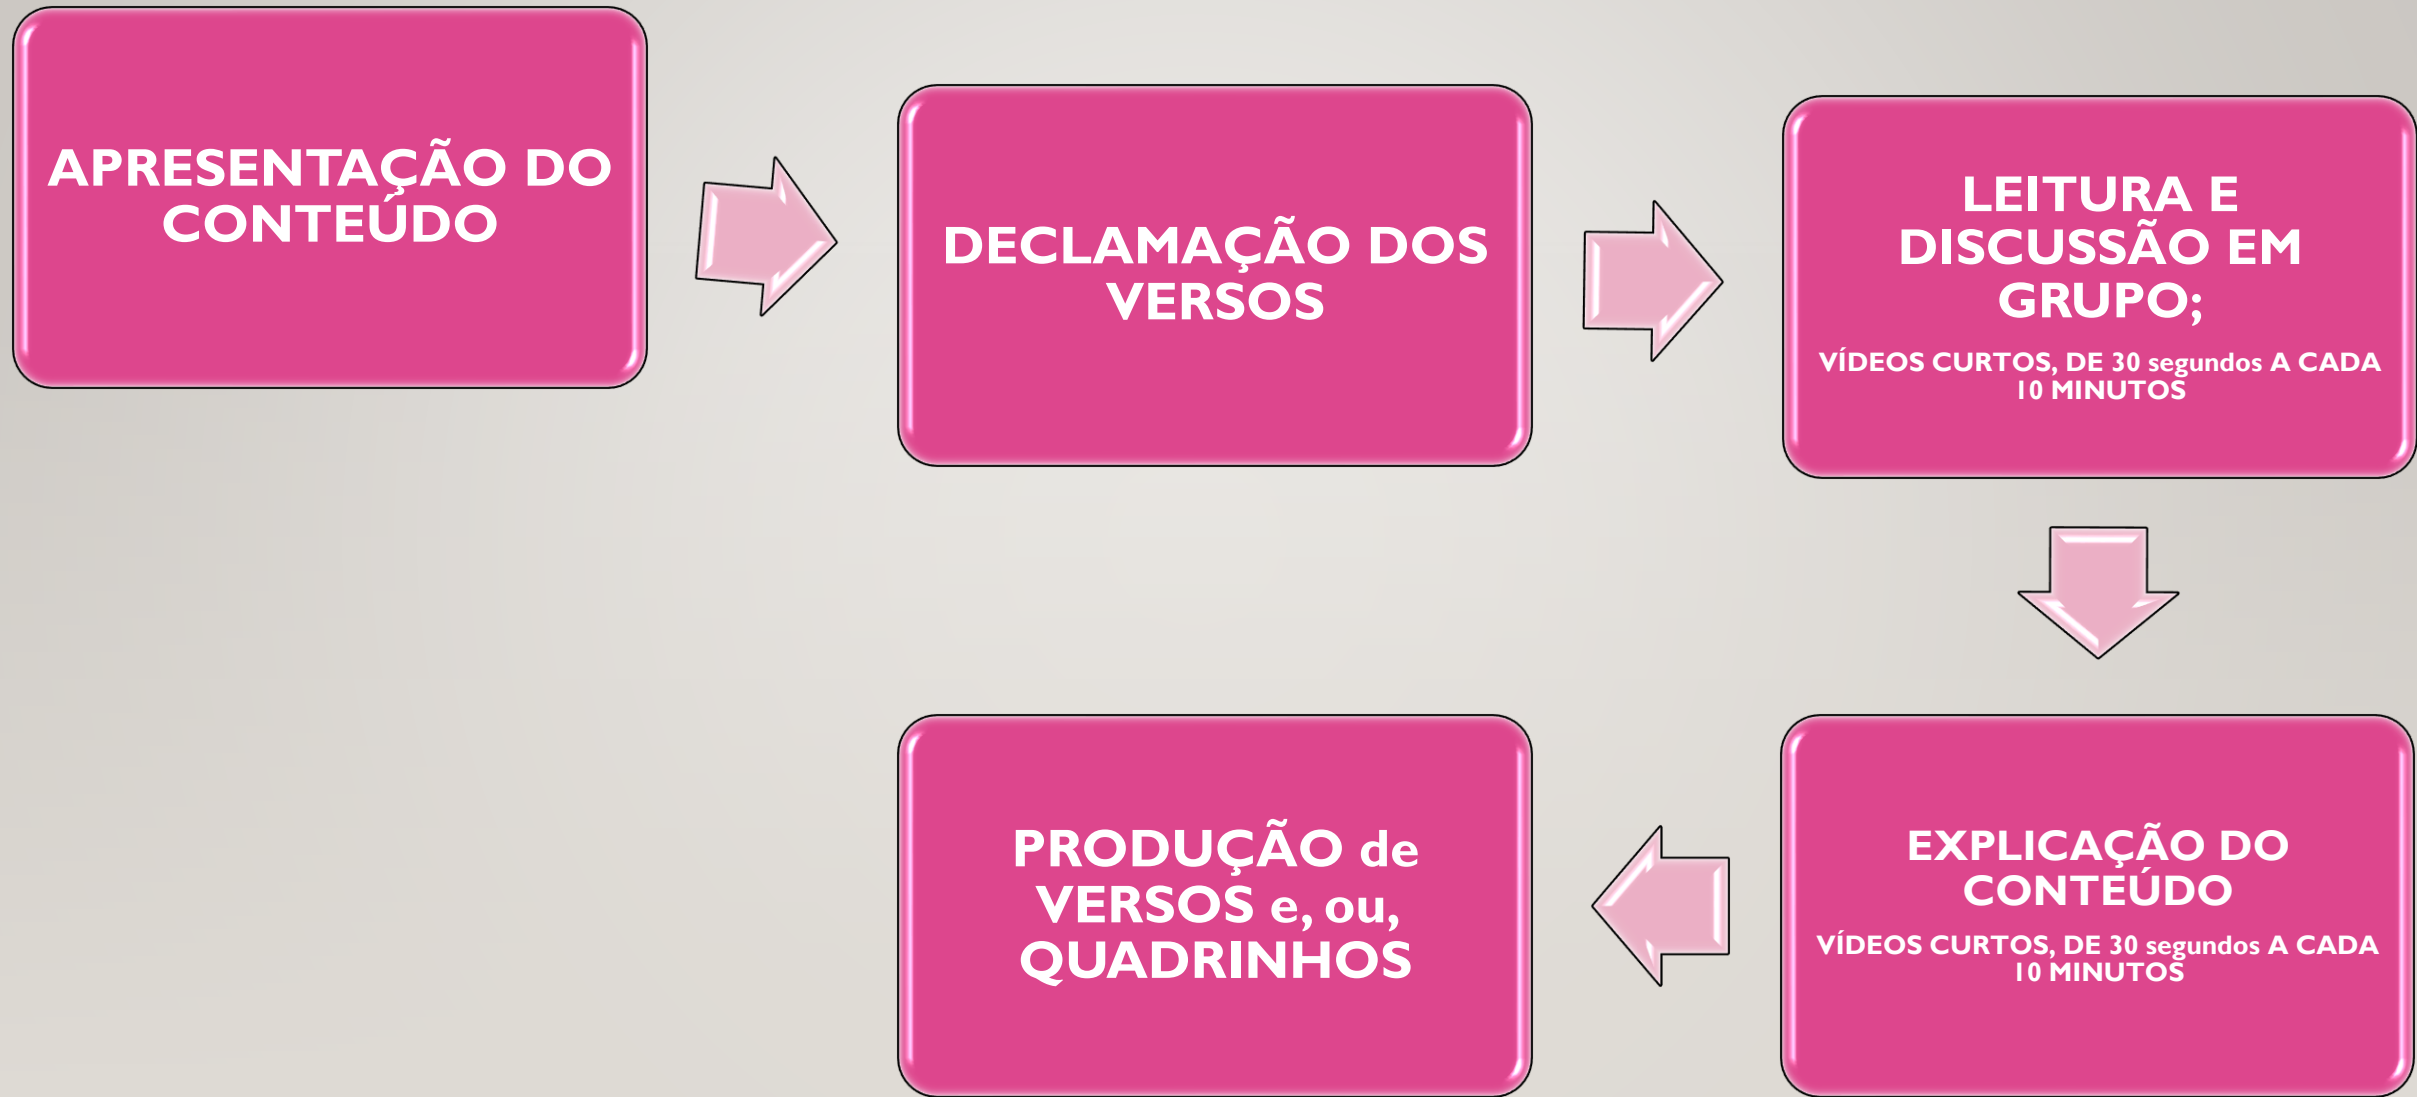 APRESENTAÇÃO DO
CONTEÚDO
DECLAMAÇÃO DOS
VERSOS
LEITURA E
DISCUSSÃO EM
GRUPO;
VÍDEOS CURTOS, DE 30 segundos A CADA
10 MINUTOS
EXPLICAÇÃO DO
CONTEÚDO
VÍDEOS CURTOS, DE 30 segundos A CADA
10 MINUTOS
PRODUÇÃO de
VERSOS e, ou,
QUADRINHOS